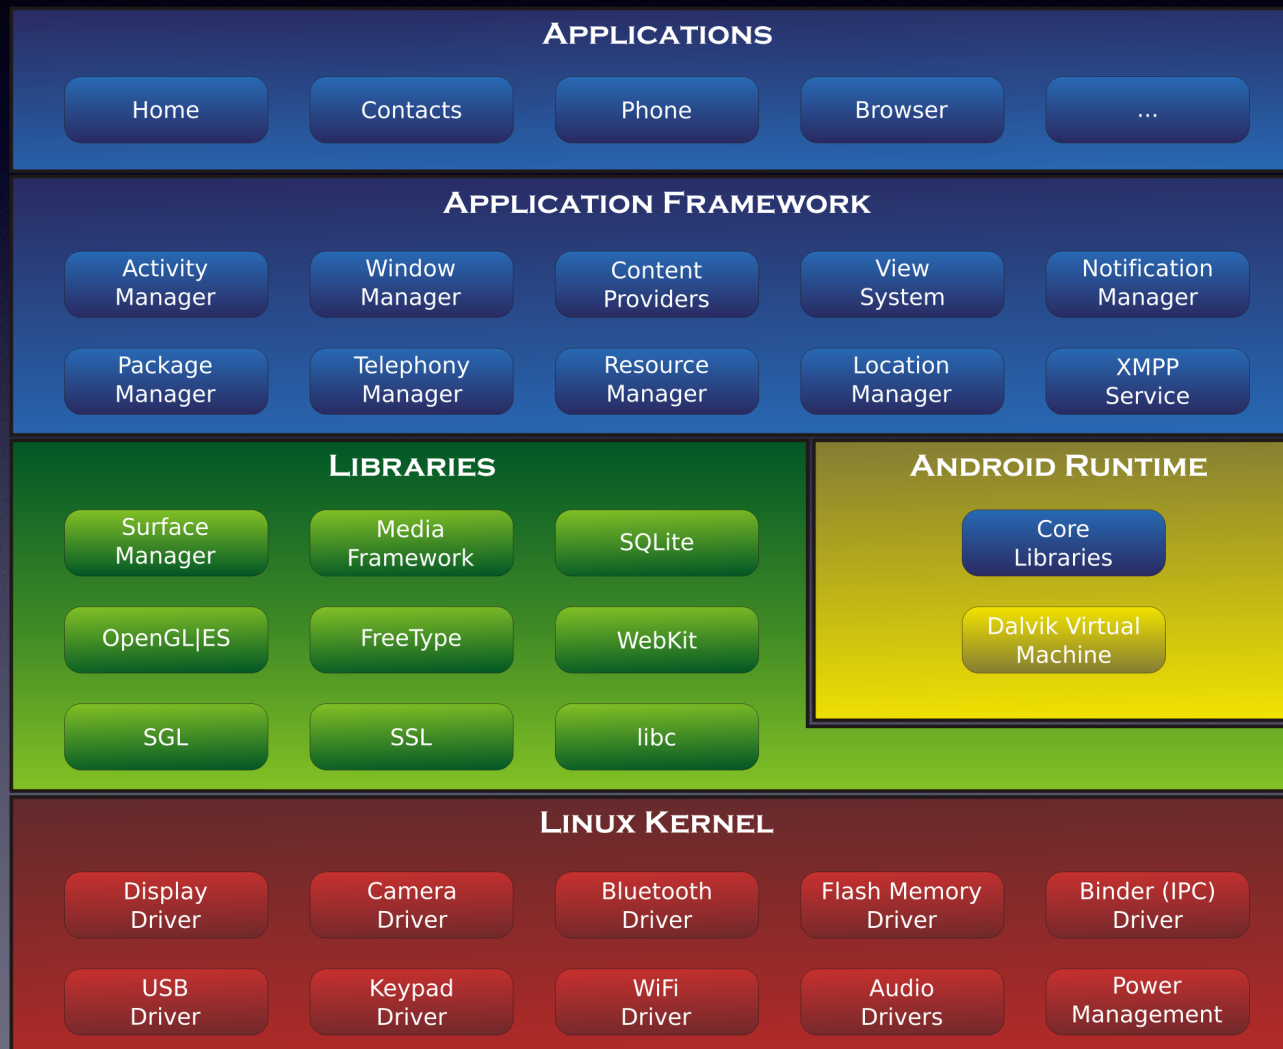 APPLICATIONS
Home
Contacts
Phone
Browser
...
APPLICATION FRAMEWORK
Activity
Manager
Window
Manager
Content
Providers
View
System
Notification
Manager
Package
Manager
Telephony
Manager
Resource
Manager
Location
Manager
XMPP
Service
LIBRARIES
Surface
Manager
Media
Framework
SQLite
OpenGL|ES
FreeType
WebKit
SGL
SSL
libc
ANDROID RUNTIME
Core
Libraries
Dalvik Virtual
Machine
LINUX KERNEL
Display
Driver
Camera
Driver
Bluetooth
Driver
Flash Memory
Driver
Binder (IPC)
Driver
USB
Driver
Keypad
Driver
WiFi
Driver
Audio
Drivers
Power
Management